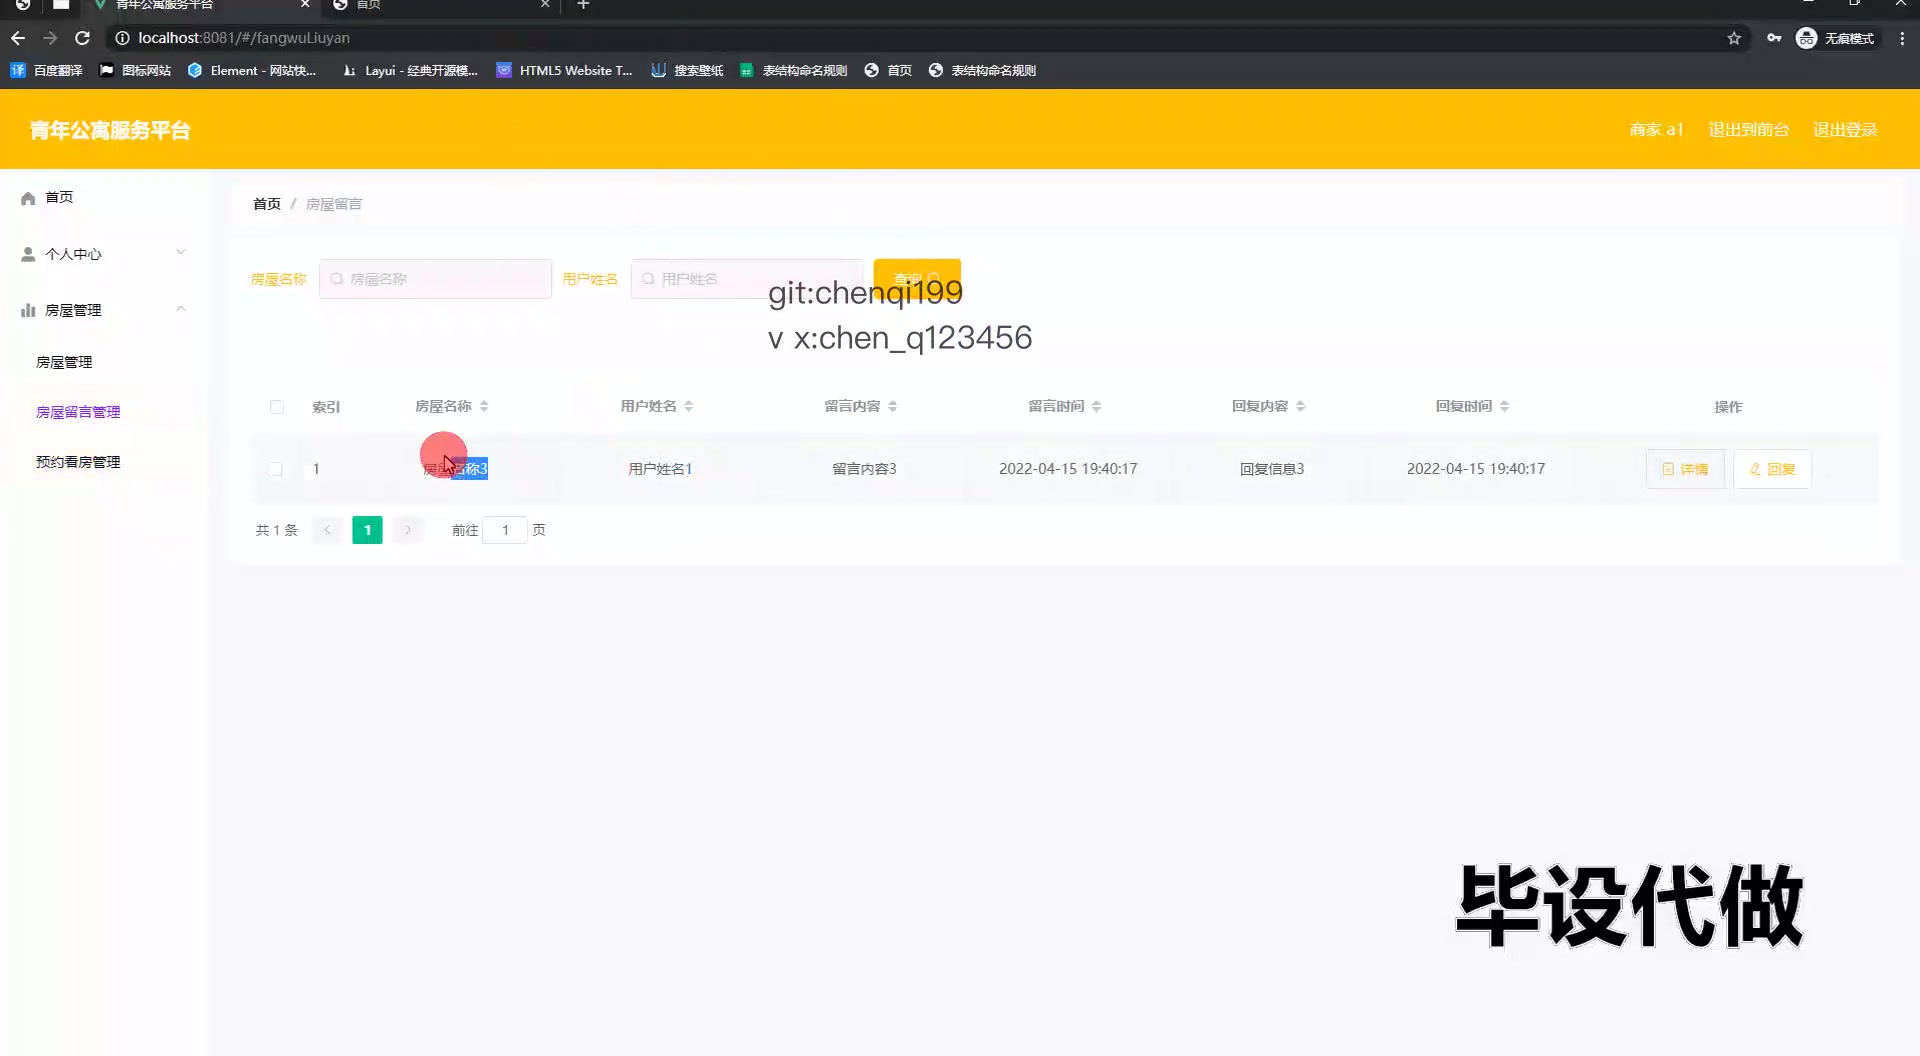 青年公寓服务平台
首页
localhost:8081/#/fangwuLiuyan
无痕模式
百度翻译
图标网站
Element - 网站快...
Layui - 经典开源模...
HTML5 Website T...
搜索壁纸
表结构命名规则
首页
表结构命名规则
青年公寓服务平台
商家 a1
退出到前台
退出登录
首页
个人中心
房屋管理
房屋管理
房屋留言管理
预约看房管理
首页 / 房屋留言
房屋名称 房屋名称 用户姓名 用户姓名 查询
git:chenqi199
v x:chen_q123456
索引 房屋名称 用户姓名 留言内容 留言时间 回复内容 回复时间 操作
1 房屋名称3 用户姓名1 留言内容3 2022-04-15 19:40:17 回复信息3 2022-04-15 19:40:17 详情 回复
共 1 条 1 前往 1 页
毕设代做